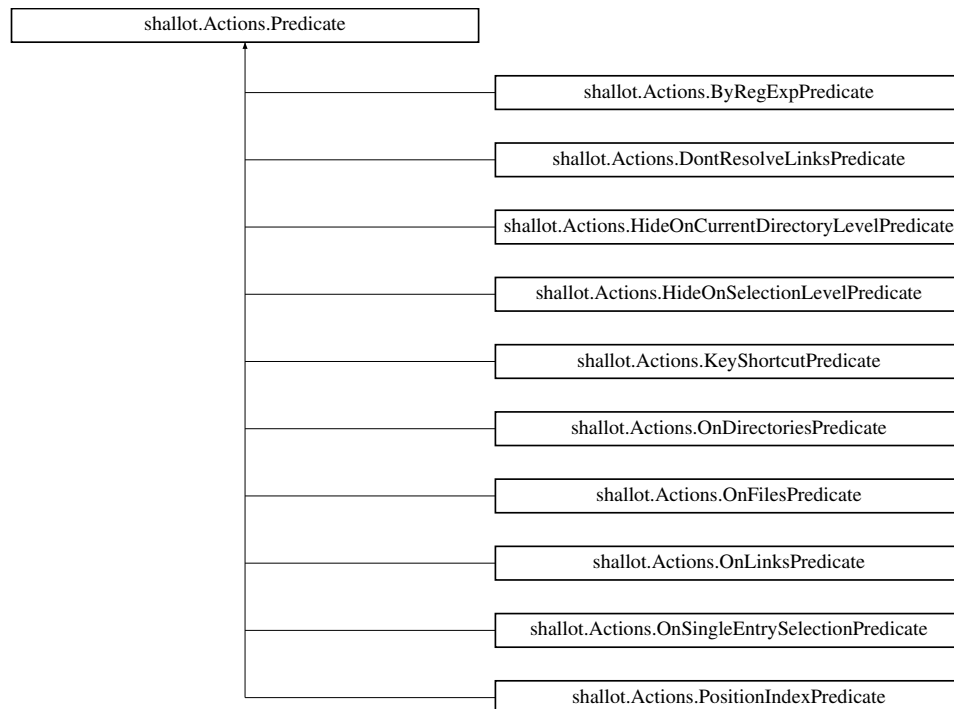 shallot.Actions.Predicate
shallot.Actions.ByRegExpPredicate
shallot.Actions.DontResolveLinksPredicate
shallot.Actions.HideOnCurrentDirectoryLevelPredicate
shallot.Actions.HideOnSelectionLevelPredicate
shallot.Actions.KeyShortcutPredicate
shallot.Actions.OnDirectoriesPredicate
shallot.Actions.OnFilesPredicate
shallot.Actions.OnLinksPredicate
shallot.Actions.OnSingleEntrySelectionPredicate
shallot.Actions.PositionIndexPredicate